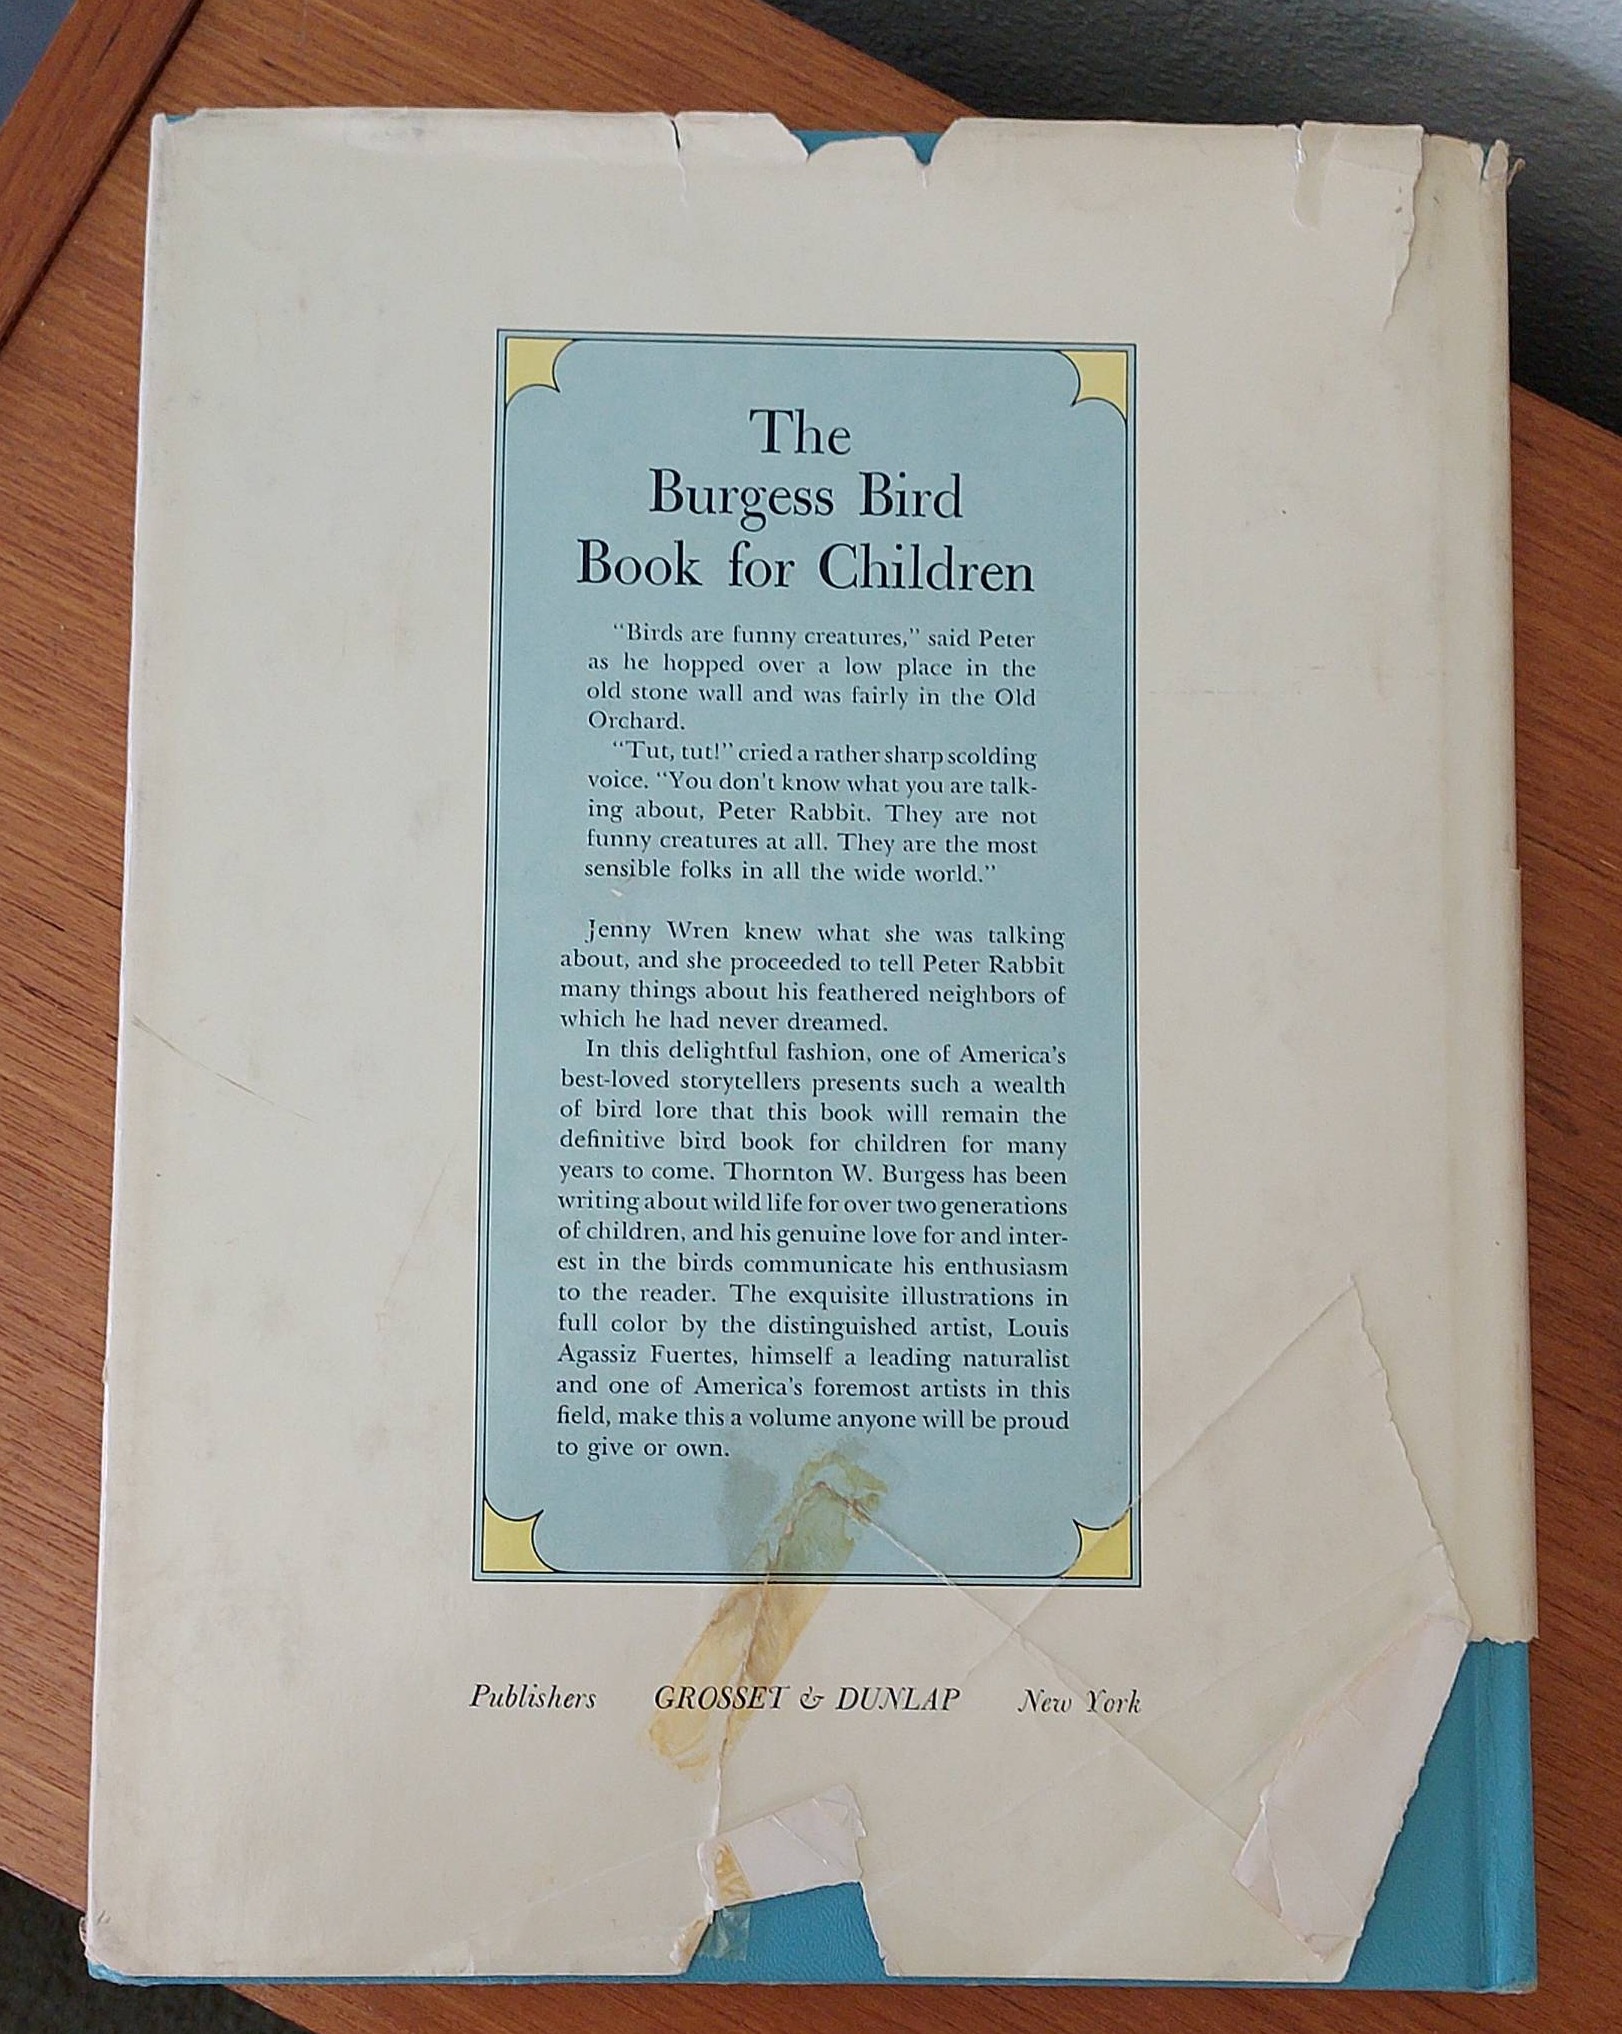 The
Burgess Bird
Book for Children
“Birds are funny creatures,” said Peter
as he hopped over a low place in the
old stone wall and was fairly in the Old
Orchard.
“Tut, tut!” cried a rather sharp scolding
voice. “You don't know what you are talk-
ing about, Peter Rabbit. They are not
funny creatures at all. They are the most
sensible folks in all the wide world.”
Jenny Wren knew what she was talking
about, and she proceeded to tell Peter Rabbit
many things about his feathered neighbors of
which he had never dreamed.
In this delightful fashion, one of America's
best-loved storytellers presents such a wealth
of bird lore that this book will remain the
definitive bird book for children for many
years to come. Thornton W. Burgess has been
writing about wild life for over two generations
of children, and his genuine love for and inter-
est in the birds communicate his enthusiasm
to the reader. The exquisite illustrations in
full color by the distinguished artist, Louis
Agassiz Fuertes, himself a leading naturalist
and one of America's foremost artists in this
field, make this a volume anyone will be proud
to give or own.
Publishers GROSSET & DUNLAP New York